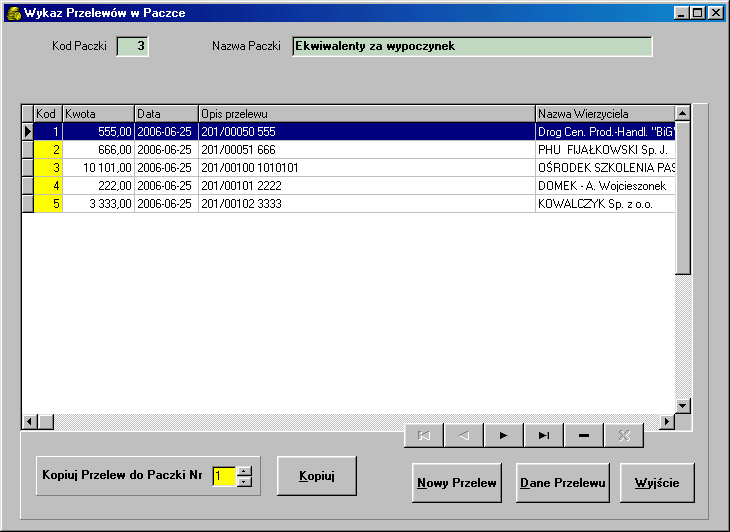 Wykaz Przelewów w Paczce
Kod Paczki 3 Nazwa Paczki Ekwiwalenty za wypoczynek
Kod Kwota Data Opis przelewu Nazwa Wierzyciela
1 555,00 2006-06-25 201/00050 555 Drog Cen. Prod.-Handl. "BiG"
2 666,00 2006-06-25 201/00051 666 PHU FIJAŁKOWSKI Sp. J.
3 10 101,00 2006-06-25 201/00100 1010101 OŚRODEK SZKOLENIA PAS
4 222,00 2006-06-25 201/00101 2222 DOMEK - A. Wojcieszonek
5 3 333,00 2006-06-25 201/00102 3333 KOWALCZYK Sp. z o.o.
Kopiuj Przelew do Paczki Nr 1 Kopiuj
Nowy Przelew Dane Przelewu Wyjście